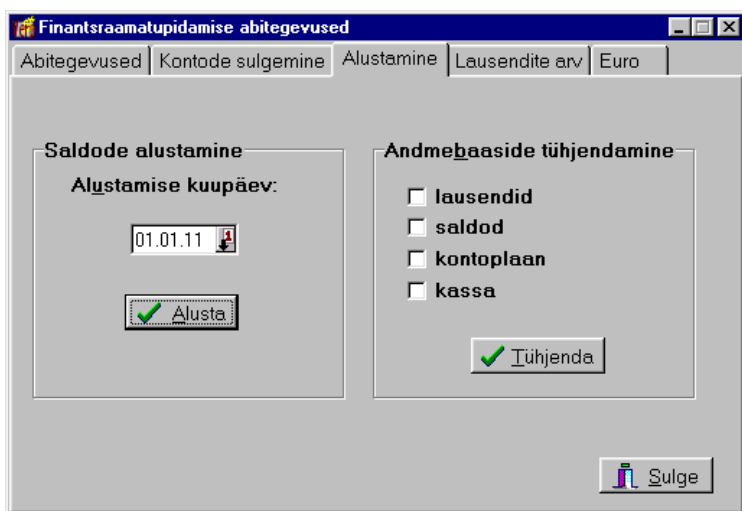 Finantsraamatupidamise abitegevused
Abitegevused Kontode sulgemine Alustamine Lausendite arv Euro
Saldode alustamine
Alustamise kuupäev:
01.01.11
Alusta
Andmebaaside tühjendamine
lausendid
saldod
kontoplaan
kassa
Tühjenda
Sulge